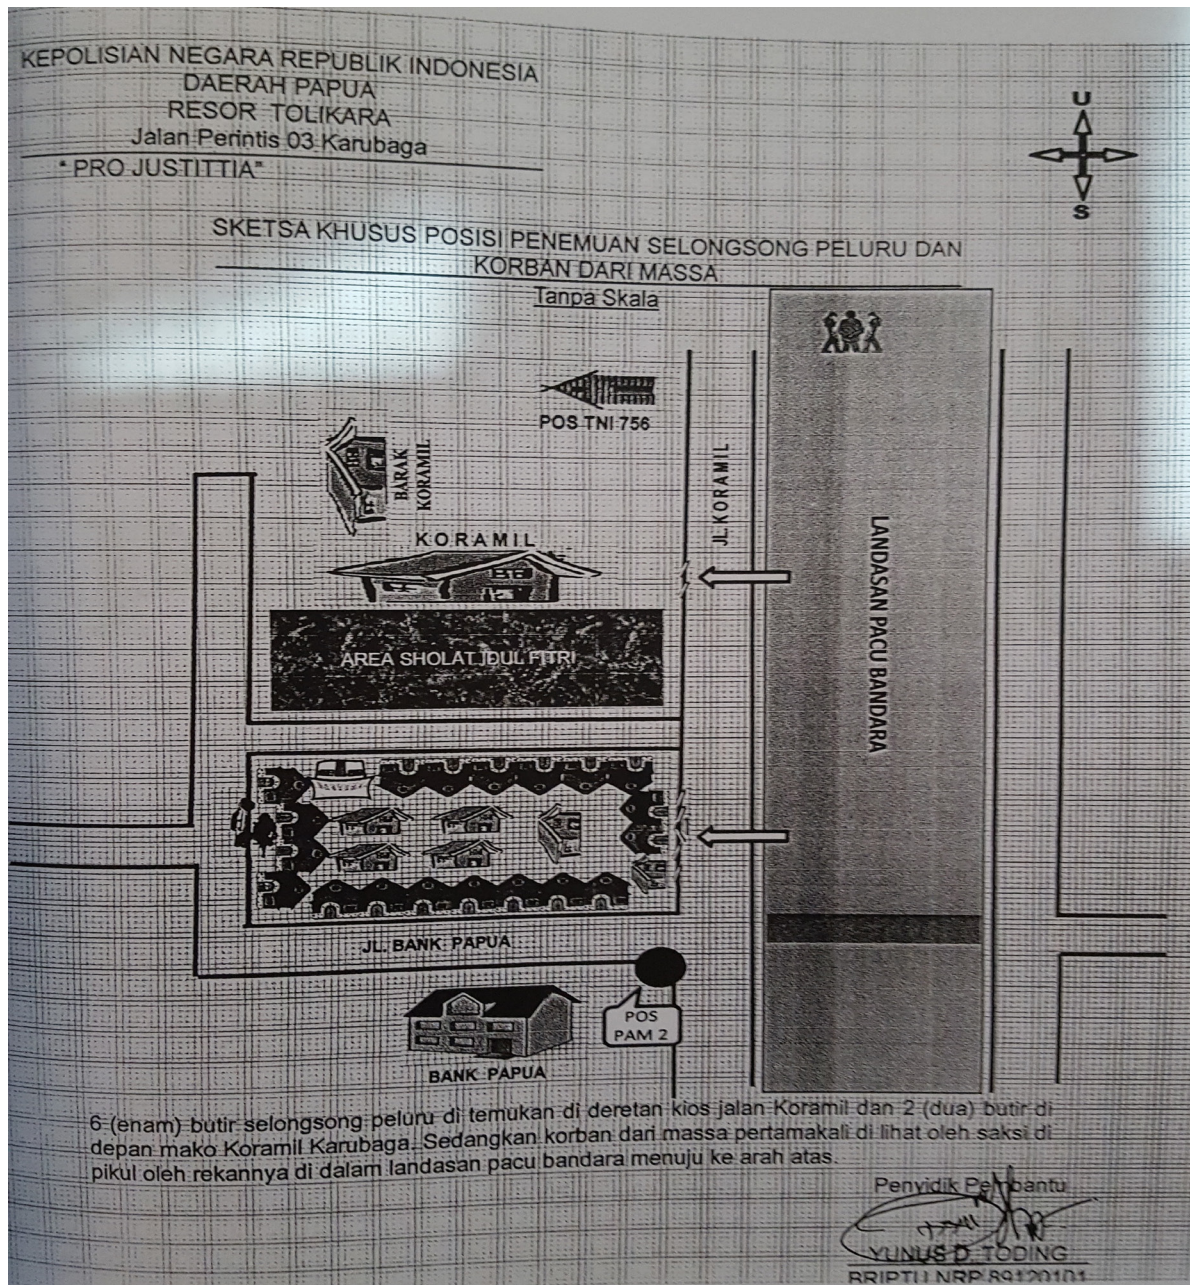 KEPOLISIAN NEGARA REPUBLIK INDONESIA
DAERAH PAPUA
RESOR TOLIKARA
Jalan Perintis 03 Karubaga
“ PRO JUSTITTIA”
U
S
SKETSA KHUSUS POSISI PENEMUAN SELONGSONG PELURU DAN
KORBAN DARI MASSA
Tanpa Skala
POS TNI 756
BARAK
KORAMIL
JL.KORAMIL
KORAMIL
LANDASAN PACU BANDARA
AREA SHOLAT IDUL FITRI
JL. BANK PAPUA
POS
PAM 2
BANK PAPUA
6 (enam) butir selongsong peluru di temukan di deretan kios jalan Koramil dan 2 (dua) butir di
depan mako Koramil Karubaga. Sedangkan korban dari massa pertamakali di lihat oleh saksi di
pikul oleh rekannya di dalam landasan pacu bandara menuju ke arah atas.
Penyidik Pembantu
YUNUS D. TODING
BRIPTU NRP 89120101